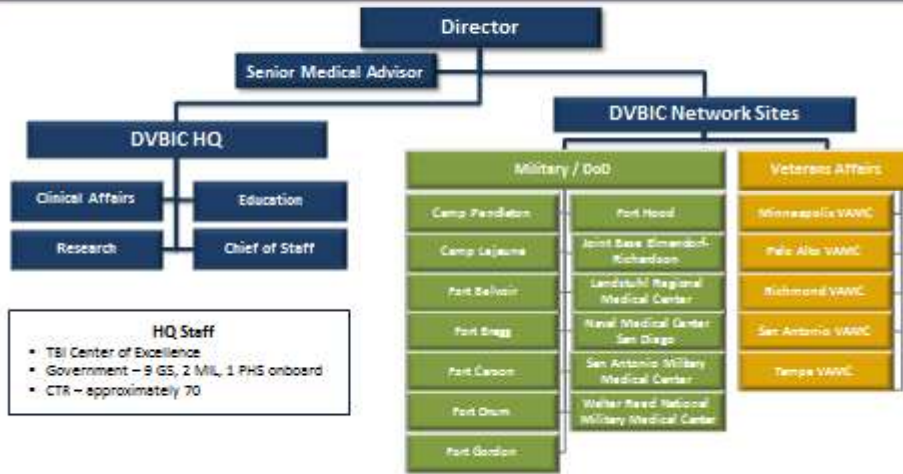 Director
Senior Medical Advisor
DVBIC HQ
DVBIC Network Sites
Clinical Affairs
Education
Research
Chief of Staff
HQ Staff
▪ TBI Center of Excellence
▪ Government – 9 GS, 2 MIL, 1 PHS onboard
▪ CTR – approximately 70
Military / DoD
Camp Pendleton
Camp Lejeune
Fort Belvoir
Fort Bragg
Fort Carson
Fort Drum
Fort Gordon
Fort Hood
Joint Base Elmendorf-
Richardson
Landstuhl Regional
Medical Center
Naval Medical Center
San Diego
San Antonio Military
Medical Center
Walter Reed National
Military Medical Center
Veterans Affairs
Minneapolis VAMC
Palo Alto VAMC
Richmond VAMC
San Antonio VAMC
Tampa VAMC